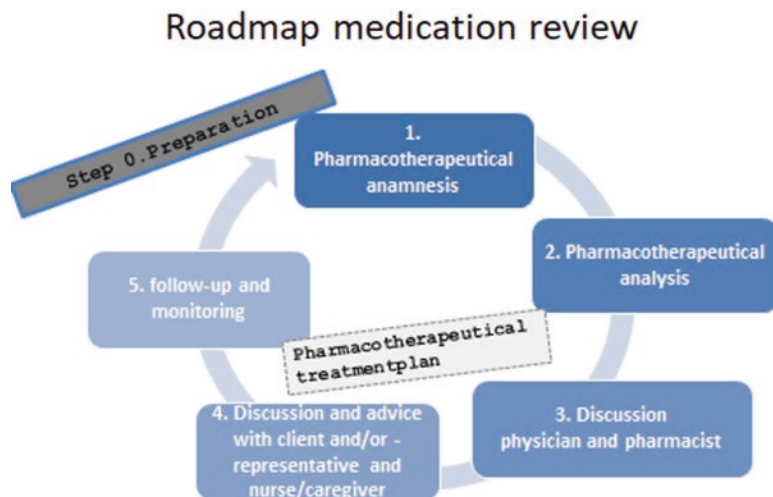 Roadmap medication review
Step 0.Preparation
1.
Pharmacotherapeutical
anamnesis
2. Pharmacotherapeutical
analysis
3. Discussion
physician and pharmacist
4. Discussion and advice
with client and/or -
representative and
nurse/caregiver
5. follow-up and
monitoring
Pharmacotherapeutical
treatmentplan